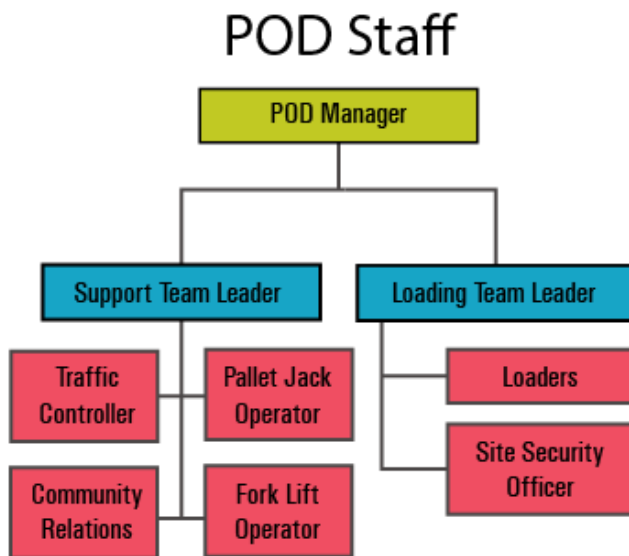 POD Staff
POD Manager
Support Team Leader
Loading Team Leader
Traffic
Controller
Pallet Jack
Operator
Loaders
Community
Relations
Fork Lift
Operator
Site Security
Officer